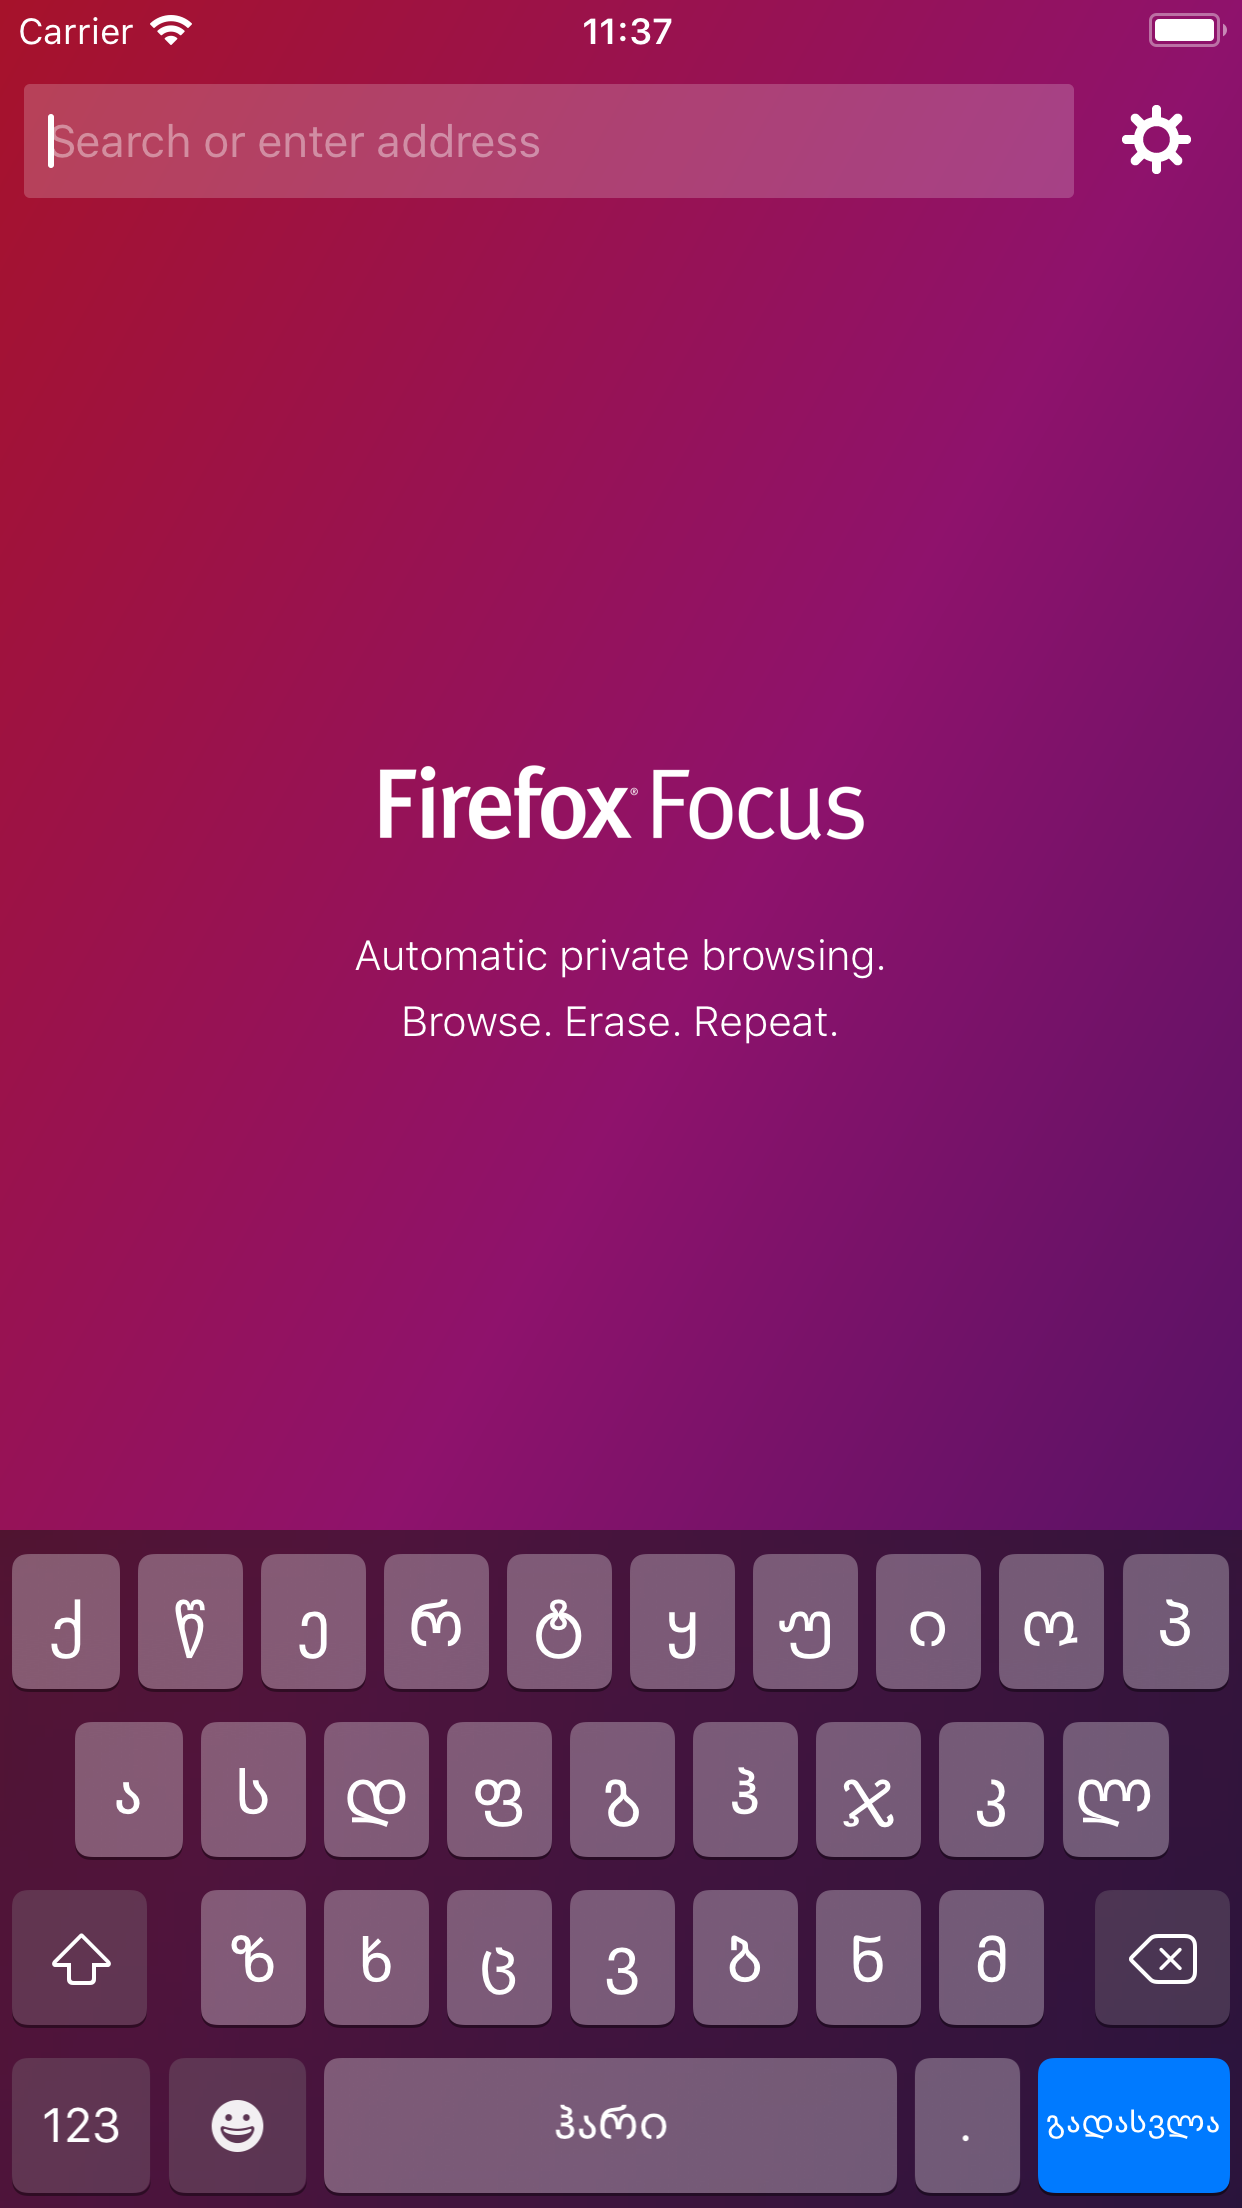 Carrier 11:37
Search or enter address
Firefox® Focus
Automatic private browsing.
Browse. Erase. Repeat.
ქ წ ე რ ტ ყ უ ი ო პ
ა ს დ ფ გ ჰ ჯ კ ლ
ზ ხ ც ვ ბ ნ მ
123 ჰარი . გადასვლა